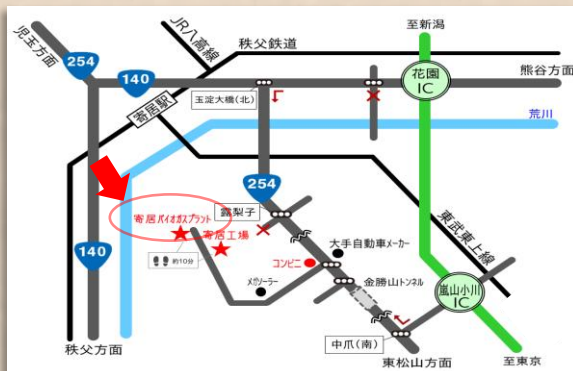 至新潟
JR八高線
秩父鉄道
児玉方面
254
140
花園
IC
熊谷方面
玉淀大橋(北)
寄居駅
荒川
254
露梨子
寄居バイオガスプラント
寄居工場
約10分
コンビニ
大手自動車メーカー
東武東上線
140
メガソーラー
金勝山トンネル
嵐山小川
IC
中爪(南)
秩父方面
東松山方面
至東京